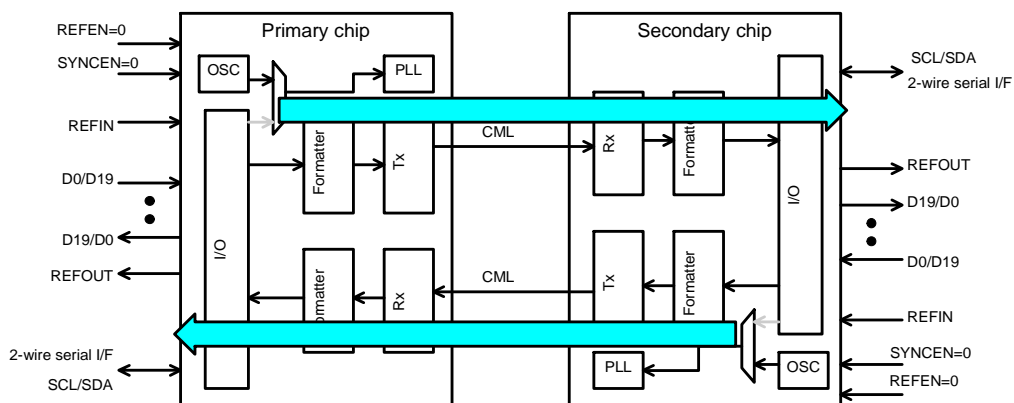 Primary chip
Secondary chip
REFEN=0
SYNCEN=0
REFIN
D0/D19
D19/D0
REFOUT
2-wire serial I/F
SCL/SDA
OSC
PLL
I/O
Formatter
Tx
CML
Rx
Formatter
I/O
ormatter
Rx
CML
Tx
Formatter
PLL
OSC
SCL/SDA
2-wire serial I/F
REFOUT
D19/D0
D0/D19
REFIN
SYNCEN=0
REFEN=0